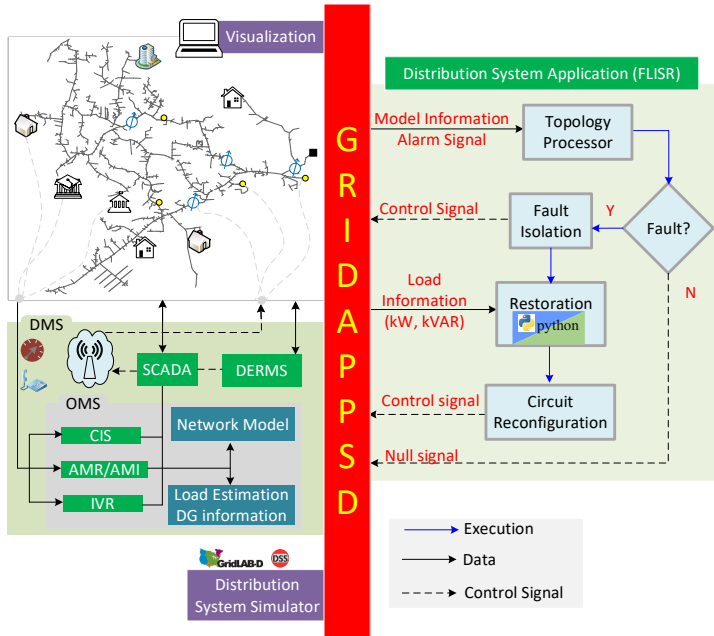 Visualization
DMS
SCADA
DERMS
OMS
CIS
AMR/AMI
IVR
Network Model
Load Estimation
DG information
GridLAB-D
DSS
Distribution
System Simulator
G
R
I
D
A
P
P
S
D
Distribution System Application (FLISR)
Model Information
Alarm Signal
Topology
Processor
Control Signal
Fault
Isolation
Y
Fault?
N
Load
Information
(kW, kVAR)
Restoration
python
Control signal
Circuit
Reconfiguration
Null signal
Execution
Data
Control Signal